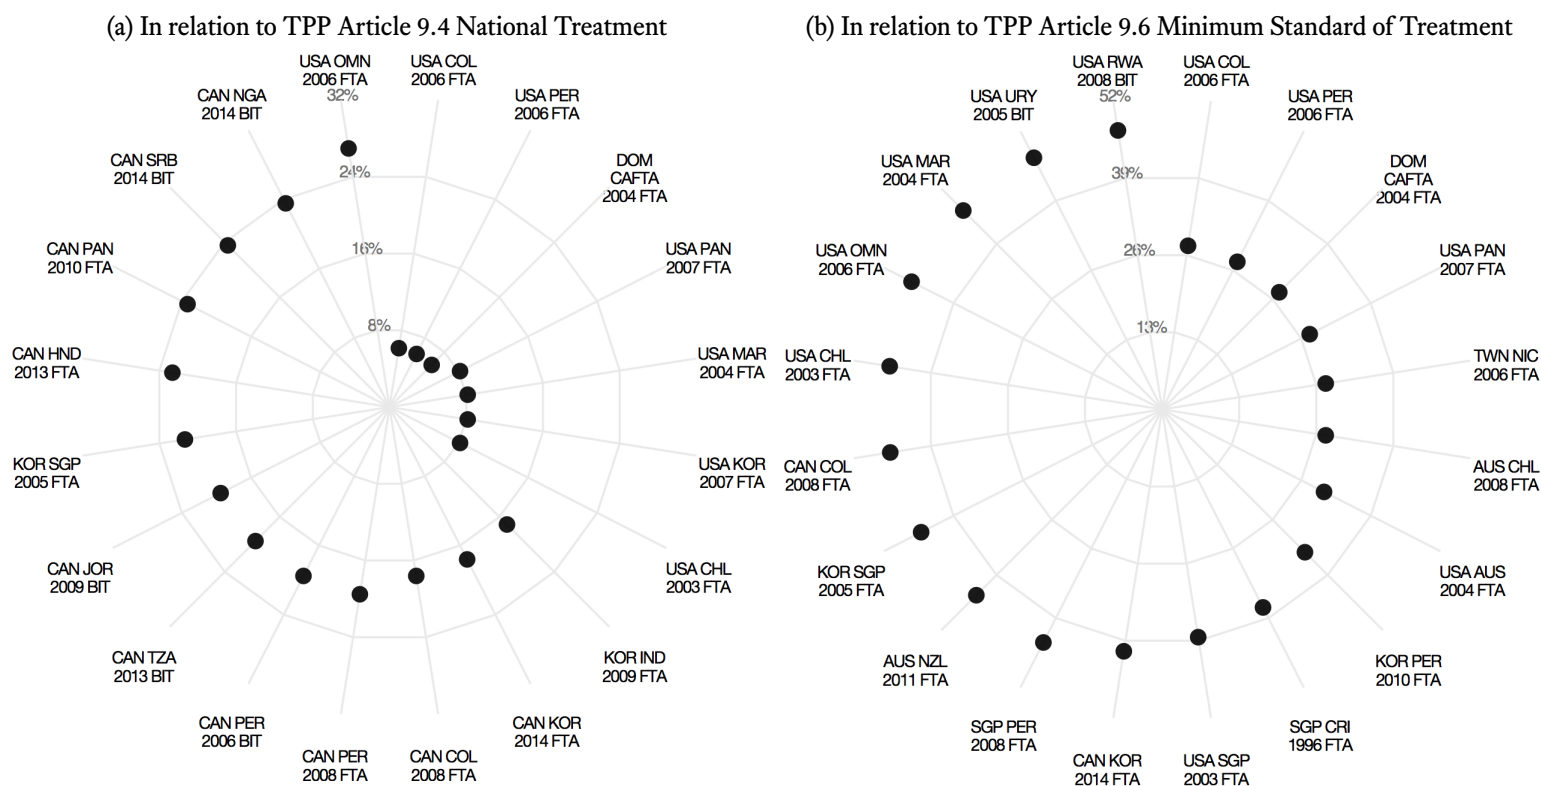 (a) In relation to TPP Article 9.4 National Treatment
USA OMN
2006 FTA
32%
USA COL
2006 FTA
USA PER
2006 FTA
DOM
CAFTA
2004 FTA
USA PAN
2007 FTA
USA MAR
2004 FTA
USA KOR
2007 FTA
USA CHL
2003 FTA
KOR IND
2009 FTA
CAN KOR
2014 FTA
CAN COL
2008 FTA
CAN PER
2008 FTA
CAN PER
2006 BIT
CAN TZA
2013 BIT
CAN JOR
2009 BIT
KOR SGP
2005 FTA
CAN HND
2013 FTA
CAN PAN
2010 FTA
CAN SRB
2014 BIT
CAN NGA
2014 BIT
24%
16%
8%
(b) In relation to TPP Article 9.6 Minimum Standard of Treatment
USA RWA
2008 BIT
52%
USA COL
2006 FTA
USA PER
2006 FTA
DOM
CAFTA
2004 FTA
USA PAN
2007 FTA
TWN NIC
2006 FTA
AUS CHL
2008 FTA
USA AUS
2004 FTA
KOR PER
2010 FTA
SGP CRI
1996 FTA
USA SGP
2003 FTA
CAN KOR
2014 FTA
SGP PER
2008 FTA
AUS NZL
2011 FTA
KOR SGP
2005 FTA
CAN COL
2008 FTA
USA CHL
2003 FTA
USA OMN
2006 FTA
USA MAR
2004 FTA
USA URY
2005 BIT
39%
26%
13%